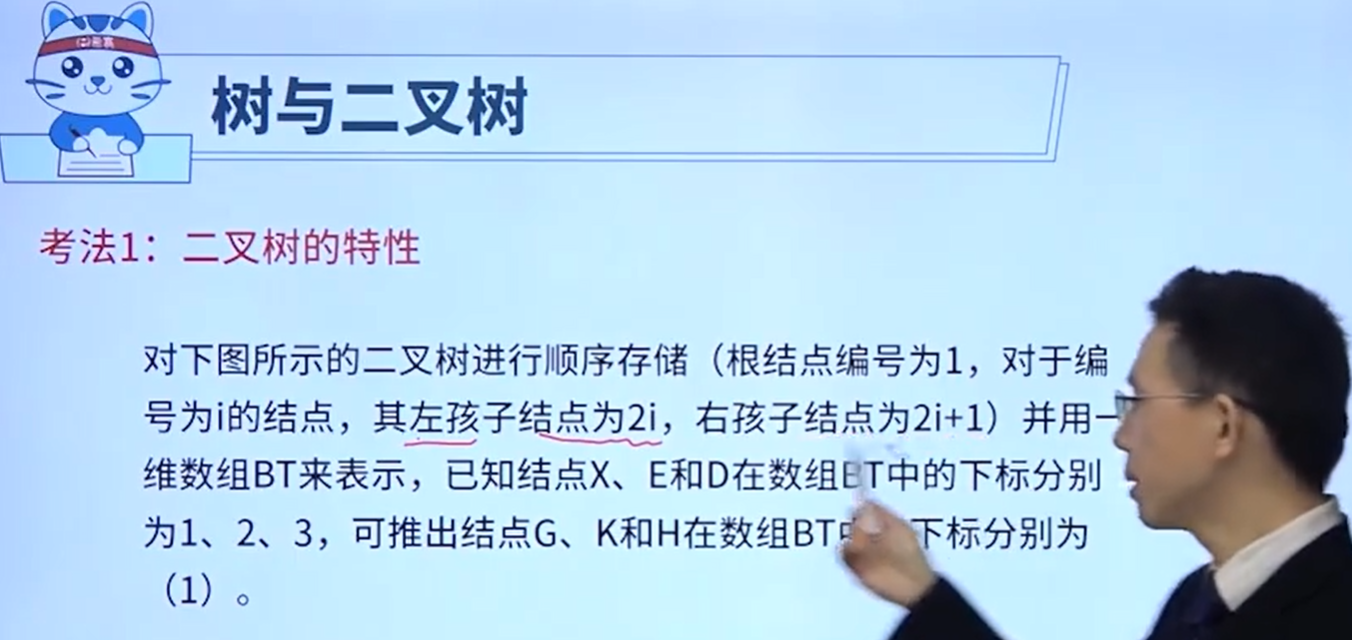 树与二叉树
考法1：二叉树的特性
对下图所示的二叉树进行顺序存储（根结点编号为1，对于编
号为i的结点，其左孩子结点为2i，右孩子结点为2i+1）并用一
维数组BT来表示，已知结点X、E和D在数组BT中的下标分别
为1、2、3，可推出结点G、K和H在数组BT 下标分别为
（1）。